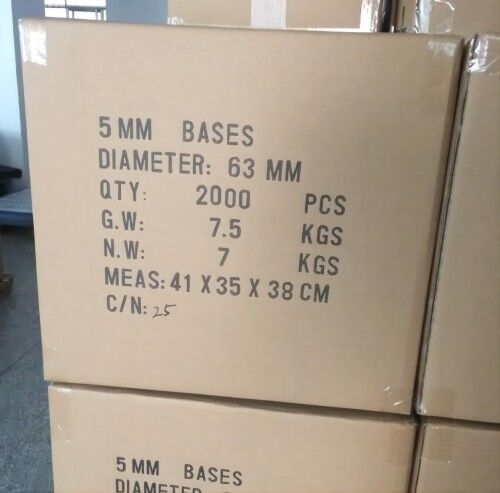 5 MM BASES
DIAMETER: 63 MM
QTY: 2000 PCS
G.W: 7.5 KGS
N.W: 7 KGS
MEAS: 41 X 35 X 38 CM
C/N: 25
5 MM BASES
DIAMETER: